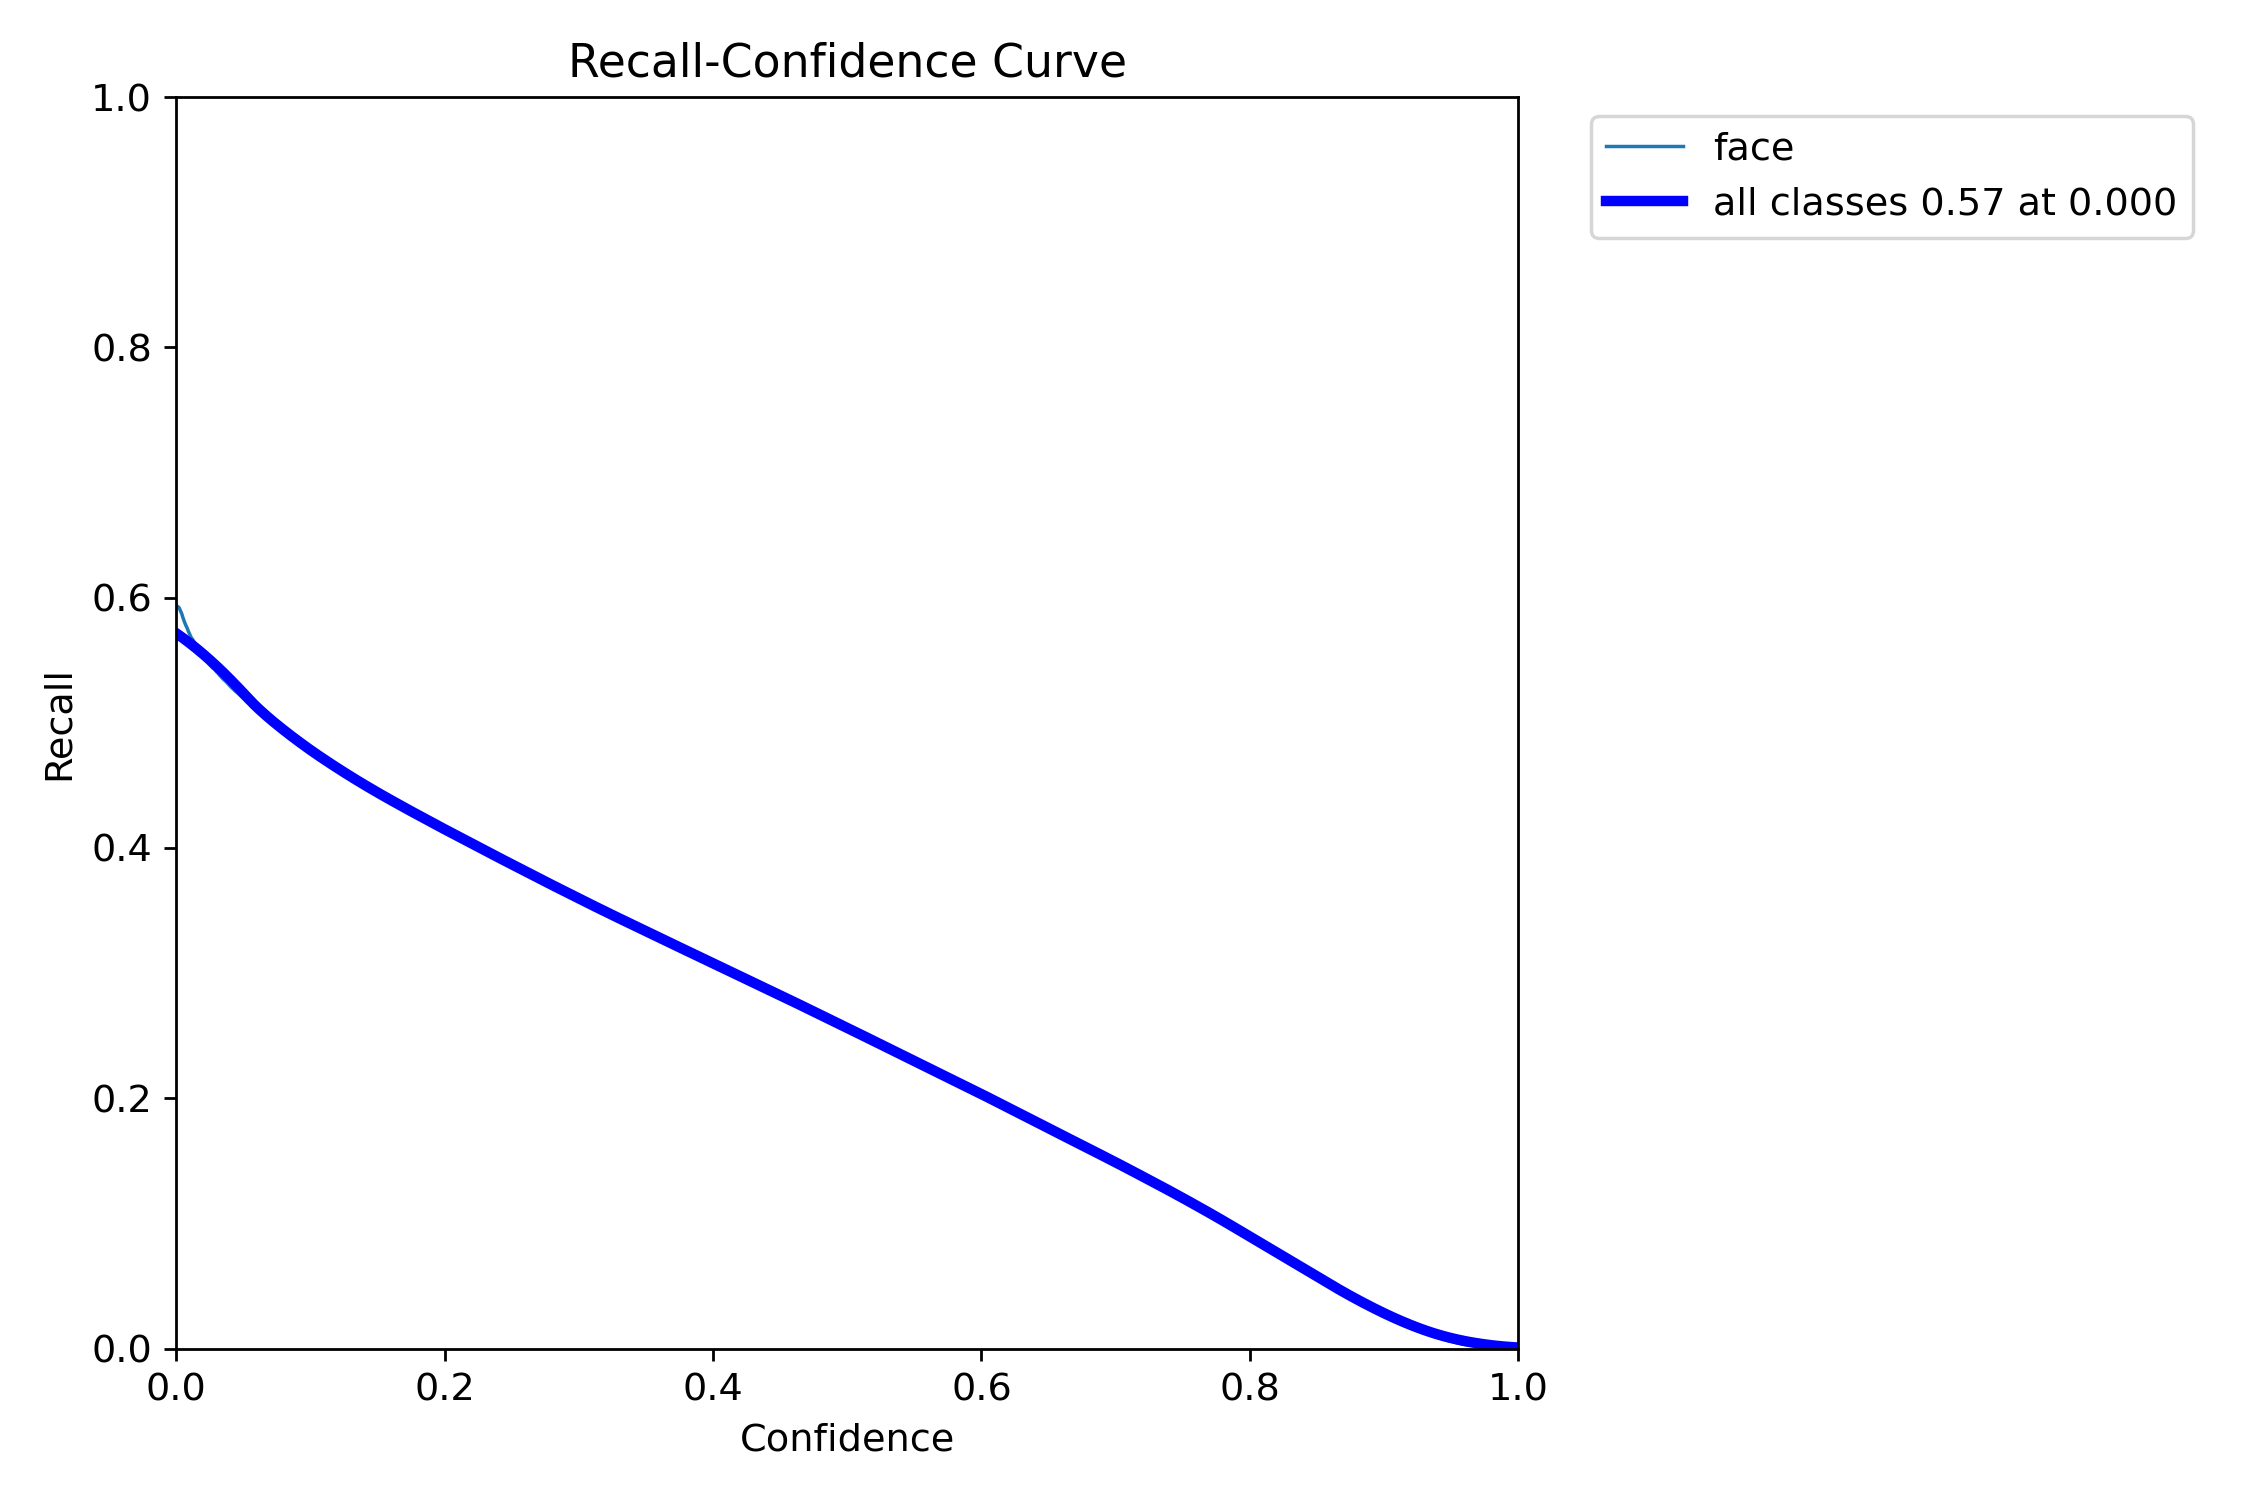 Recall-Confidence Curve
1.0
0.8
0.6
0.4
0.2
0.0
Recall
0.0 0.2 0.4 0.6 0.8 1.0
Confidence
face
all classes 0.57 at 0.000